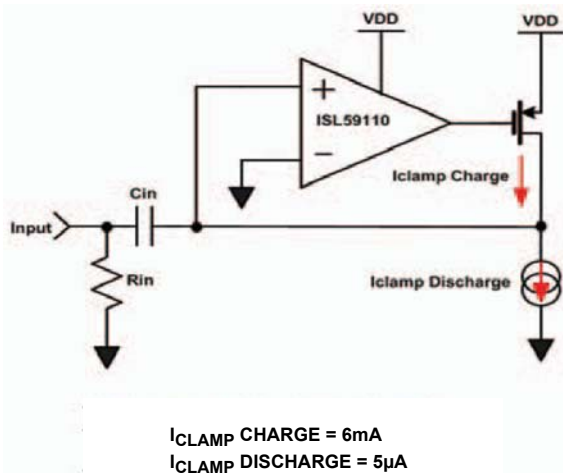 VDD
VDD
+
ISL59110
−
Iclamp Charge
Cin
Input
Rin
Iclamp Discharge
ICLAMP CHARGE = 6mA
ICLAMP DISCHARGE = 5µA